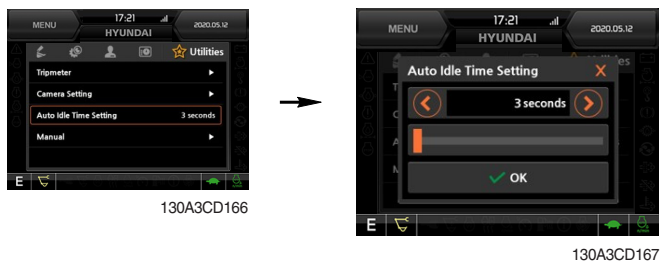 MENU
17:21
.ıll
HYUNDAI
2020.05.12
Utilities
Tripmeter
Camera Setting
Auto Idle Time Setting 3 seconds
Manual
E
130A3CD166
MENU
17:21
HYUNDAI
2020.05.12
Auto Idle Time Setting X
3 seconds
OK
E
130A3CD167